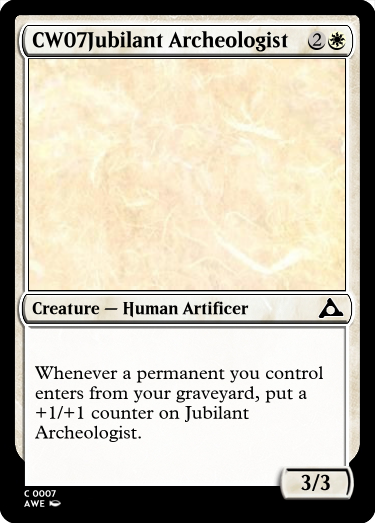 CW07Jubilant Archeologist 2
Creature — Human Artificer
Whenever a permanent you control
enters from your graveyard, put a
+1/+1 counter on Jubilant
Archeologist.
3/3
C 0007
AWE